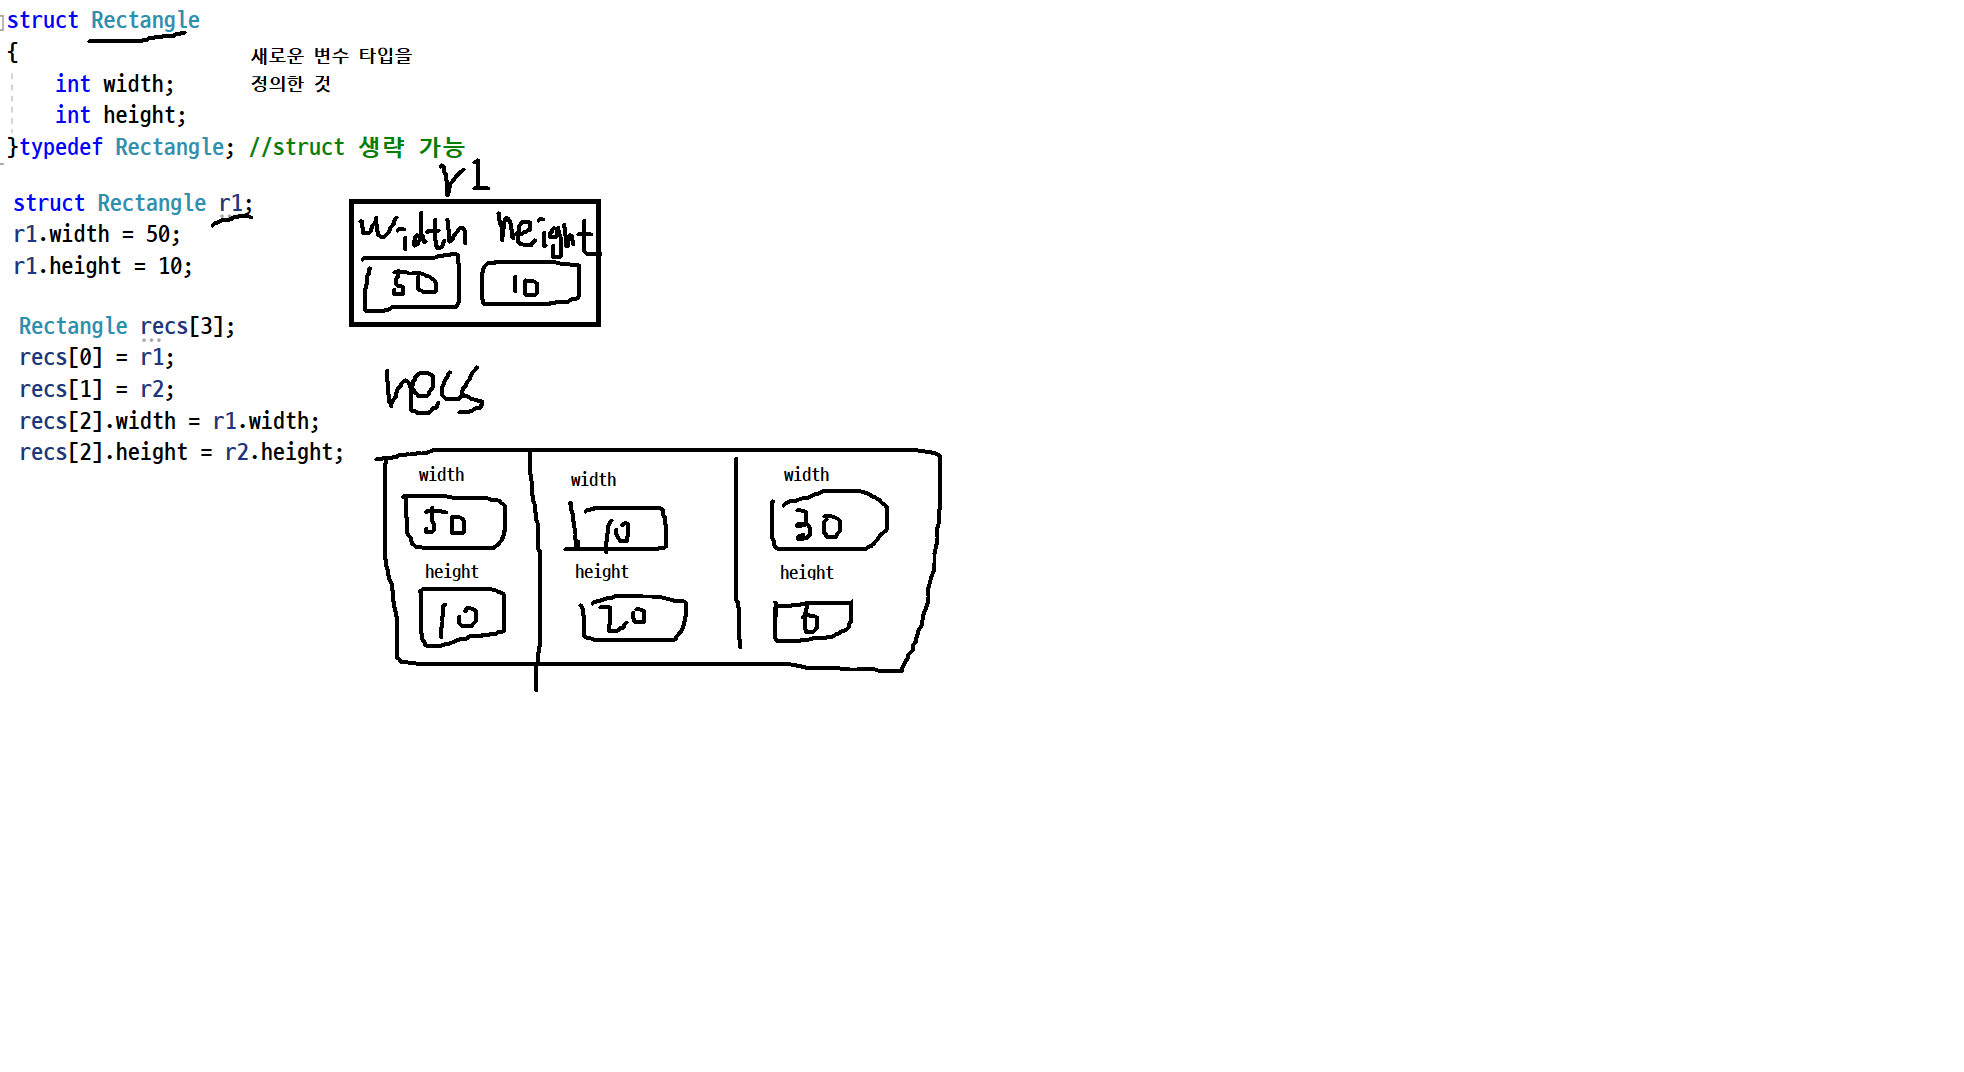 struct Rectangle
{
새로운 변수 타입을
int width;
정의한 것
int height;
}typedef Rectangle; //struct 생략 가능
r1
struct Rectangle r1;
width height
r1.width = 50;
50 10
r1.height = 10;
Rectangle recs[3];
recs[0] = r1;
recs[1] = r2;
recs
recs[2].width = r1.width;
recs[2].height = r2.height;
width width width
50 10 30
height height height
10 20 6